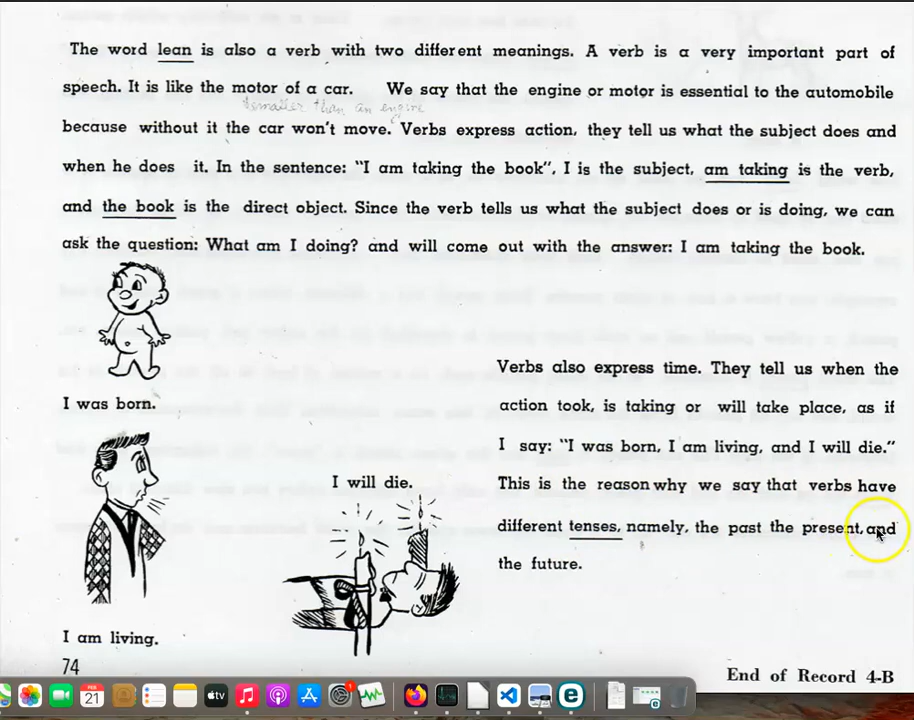 The word lean is also a verb with two different meanings. A verb is a very important part of
speech. It is like the motor of a car. We say that the engine or motor is essential to the automobile
smaller than an engine
because without it the car won't move. Verbs express action, they tell us what the subject does and
when he does it. In the sentence: "I am taking the book", I is the subject, am taking is the verb,
and the book is the direct object. Since the verb tells us what the subject does or is doing, we can
ask the question: What am I doing? and will come out with the answer: I am taking the book.
I was born.
Verbs also express time. They tell us when the
action took, is taking or will take place, as if
I say: "I was born, I am living, and I will die."
This is the reason why we say that verbs have
different tenses, namely, the past the present, and
the future.
I will die.
I am living.
74
End of Record 4-B
FEB
21
tv